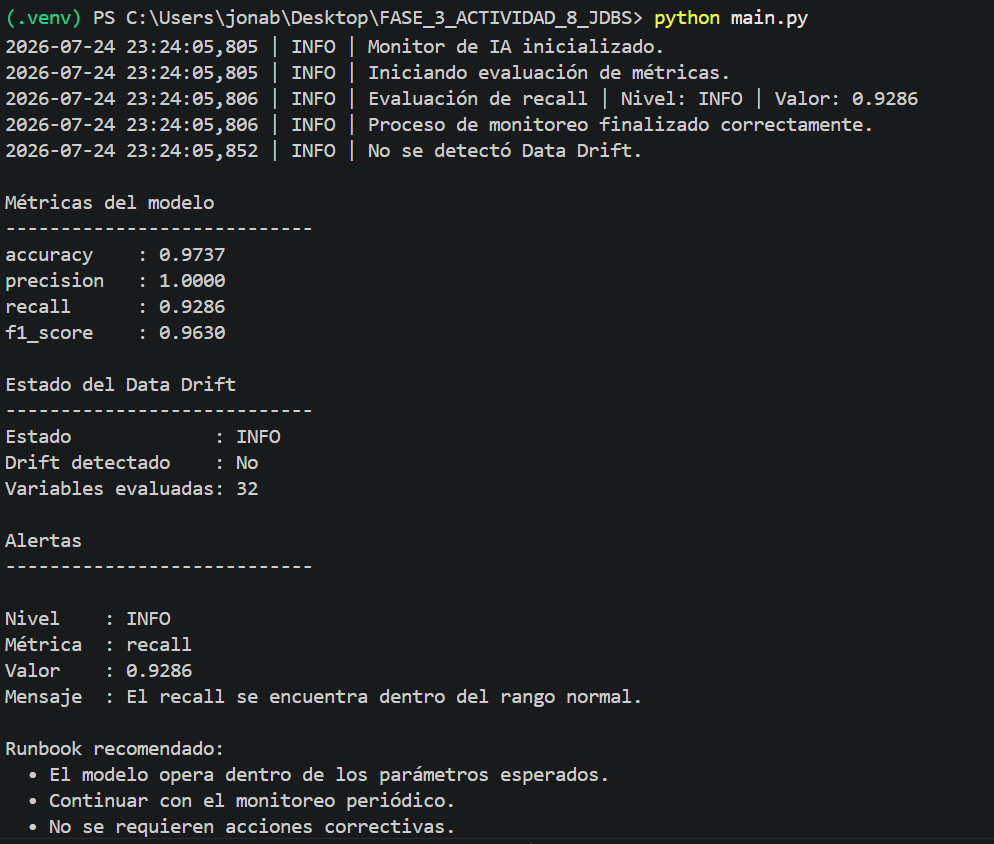 (.venv) PS C:\Users\jonab\Desktop\FASE_3_ACTIVIDAD_8_JDBS> python main.py
2026-07-24 23:24:05,805 | INFO | Monitor de IA inicializado.
2026-07-24 23:24:05,805 | INFO | Iniciando evaluación de métricas.
2026-07-24 23:24:05,806 | INFO | Evaluación de recall | Nivel: INFO | Valor: 0.9286
2026-07-24 23:24:05,806 | INFO | Proceso de monitoreo finalizado correctamente.
2026-07-24 23:24:05,852 | INFO | No se detectó Data Drift.

Métricas del modelo
----------------------------
accuracy    : 0.9737
precision   : 1.0000
recall      : 0.9286
f1_score    : 0.9630

Estado del Data Drift
----------------------------
Estado             : INFO
Drift detectado    : No
Variables evaluadas: 32

Alertas
----------------------------

Nivel    : INFO
Métrica  : recall
Valor    : 0.9286
Mensaje  : El recall se encuentra dentro del rango normal.

Runbook recomendado:
  • El modelo opera dentro de los parámetros esperados.
  • Continuar con el monitoreo periódico.
  • No se requieren acciones correctivas.